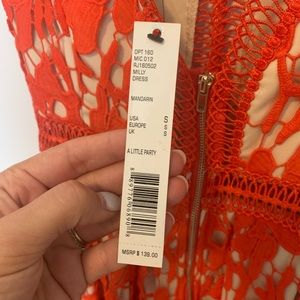 DPT 160
MIC 012
RJ180502
MILLY
DRESS
MANDARIN
USA S
EUROPE S
UK S
A LITTLE PARTY
MSRP $ 139.00